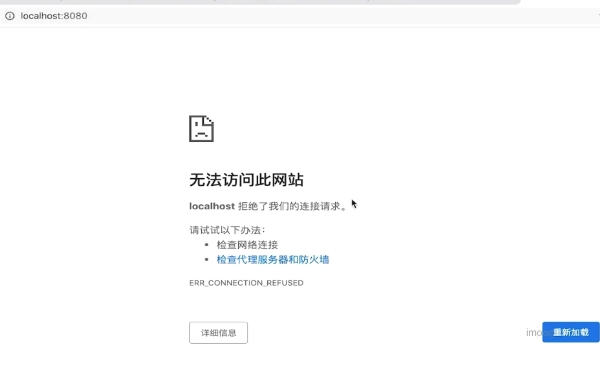 localhost:8080
无法访问此网站
localhost 拒绝了我们的连接请求。
请试试以下办法：
• 检查网络连接
• 检查代理服务器和防火墙
ERR_CONNECTION_REFUSED
详细信息
重新加载